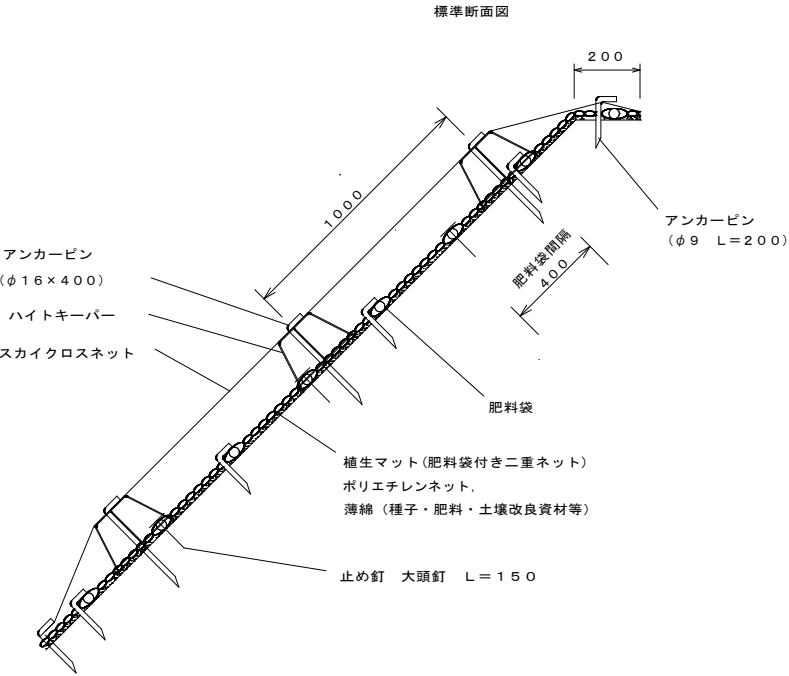 標準断面図
２００
１０００
アンカーピン
（φ９　Ｌ＝２００）
アンカーピン
（φ１６×４００）
肥料袋間隔
４００
ハイトキーパー
スカイクロスネット
肥料袋
植生マット（肥料袋付き二重ネット）
ポリエチレンネット，
薄綿（種子・肥料・土壌改良資材等）
止め釘　大頭釘　Ｌ＝１５０